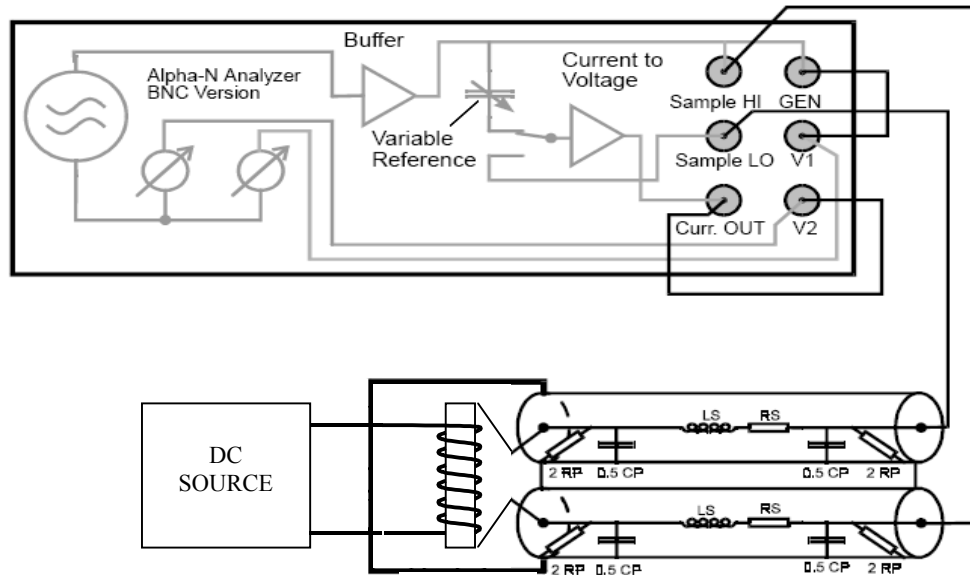 Buffer
Alpha-N Analyzer
BNC Version
Current to
Voltage
Variable
Reference
Sample HI
GEN
Sample LO
V1
Curr. OUT
V2
DC
SOURCE
LS
RS
2 RP
0.5 CP
0.5 CP
2 RP
LS
RS
2 RP
0.5 CP
0.5 CP
2 RP